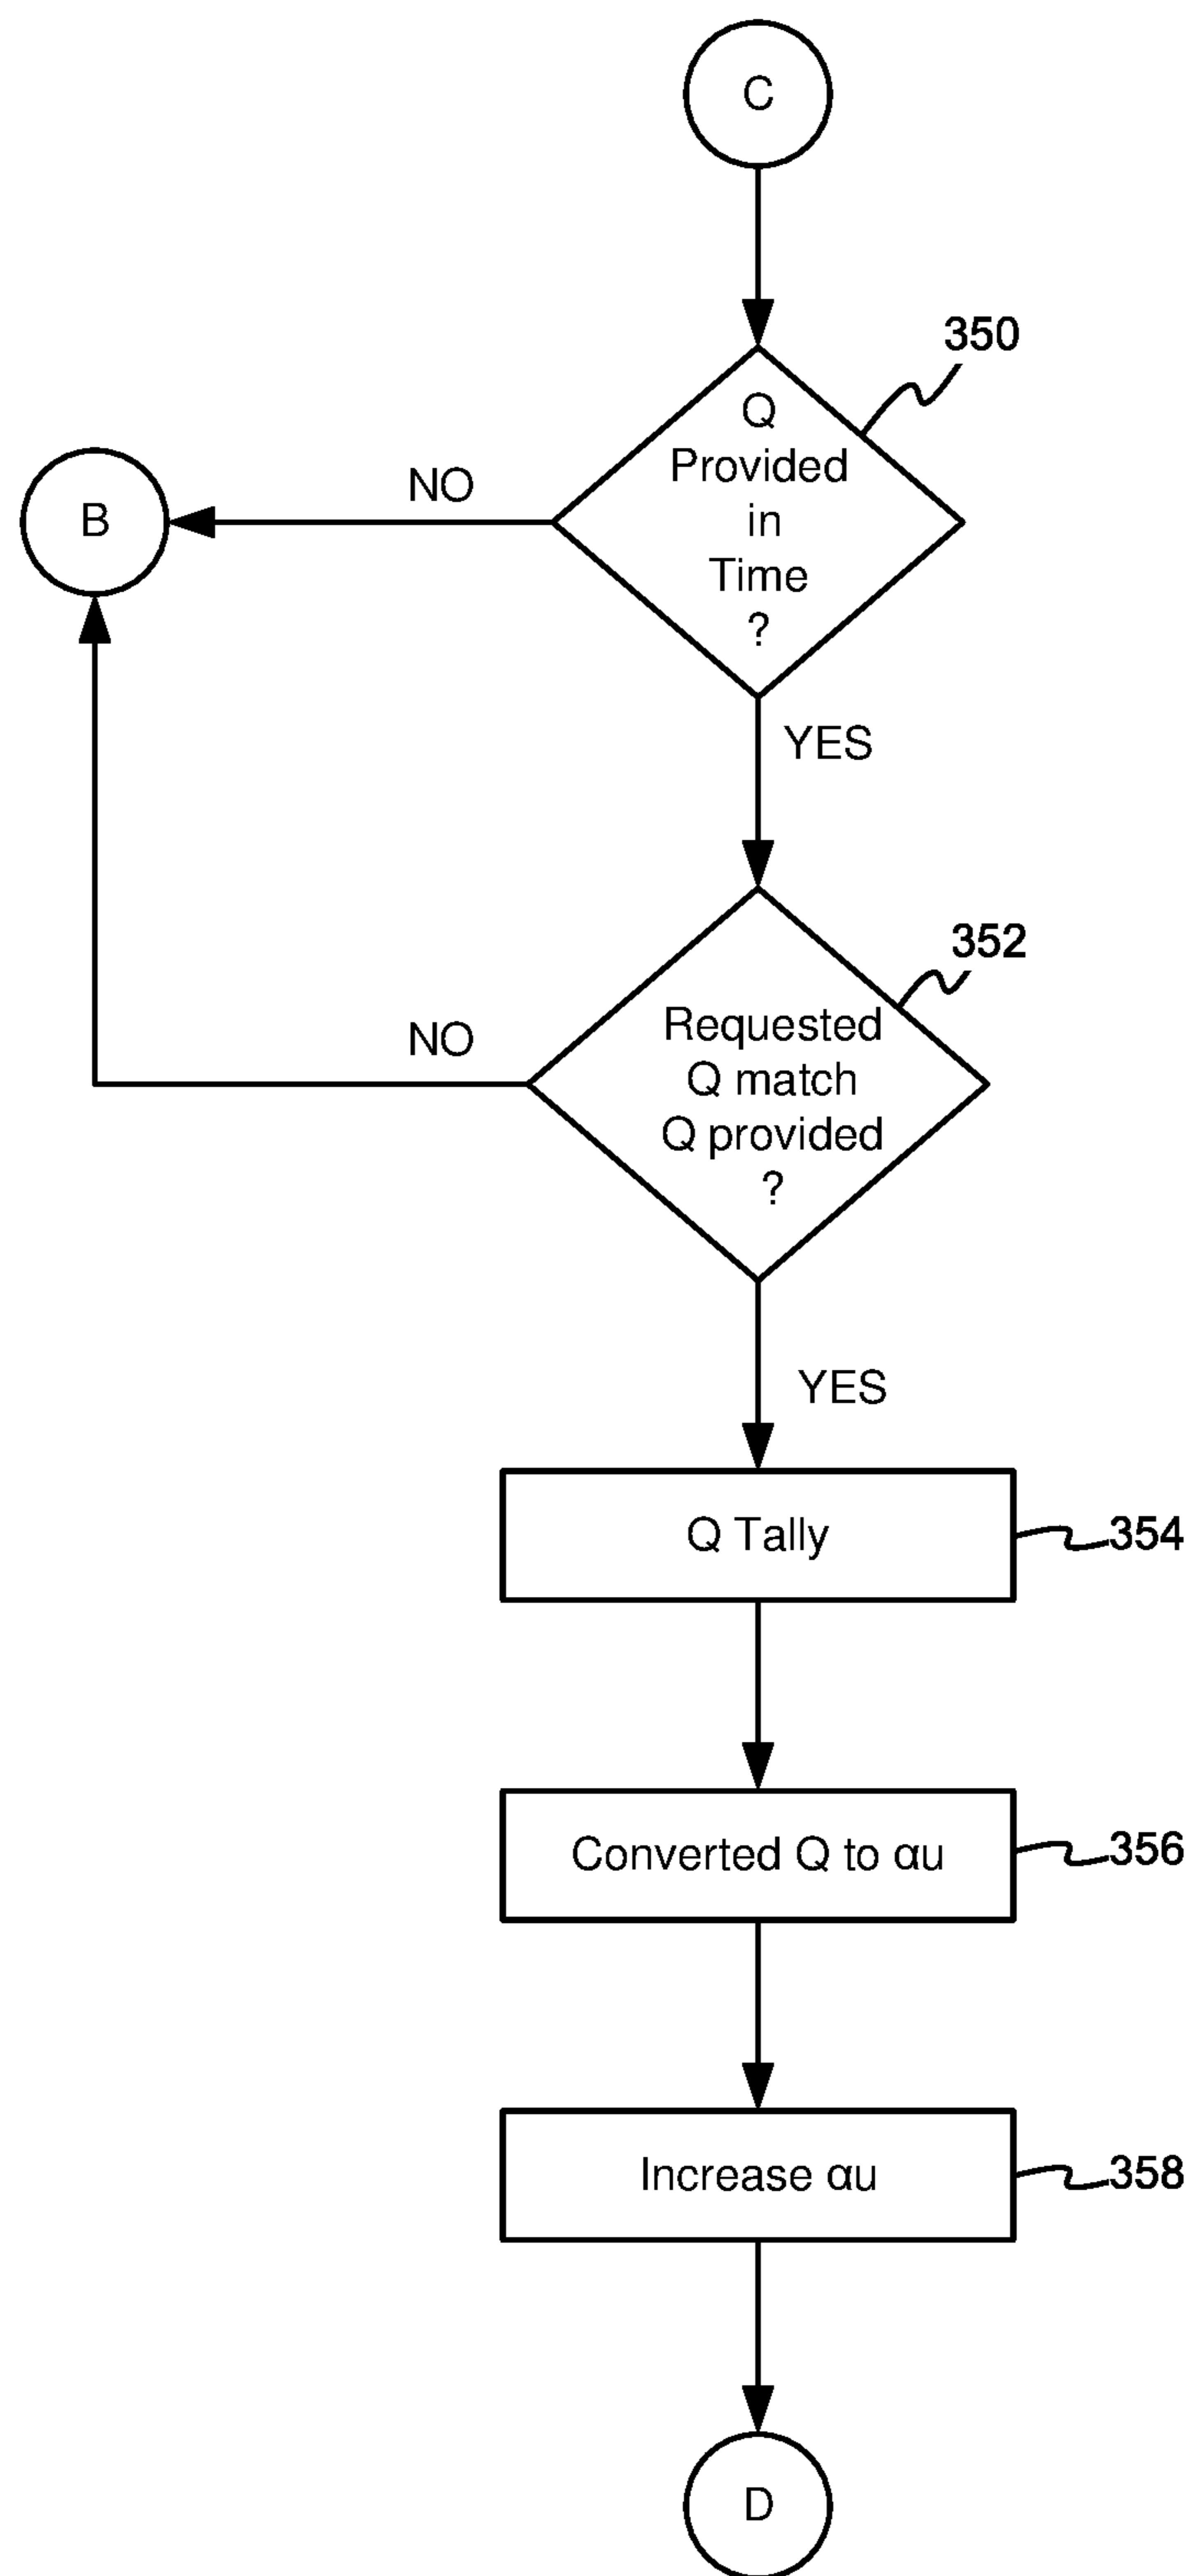 C
350
Q
Provided
in
Time
?
NO
B
YES
352
Requested
Q match
Q provided
?
NO
YES
Q Tally
354
Converted Q to αu
356
Increase αu
358
D